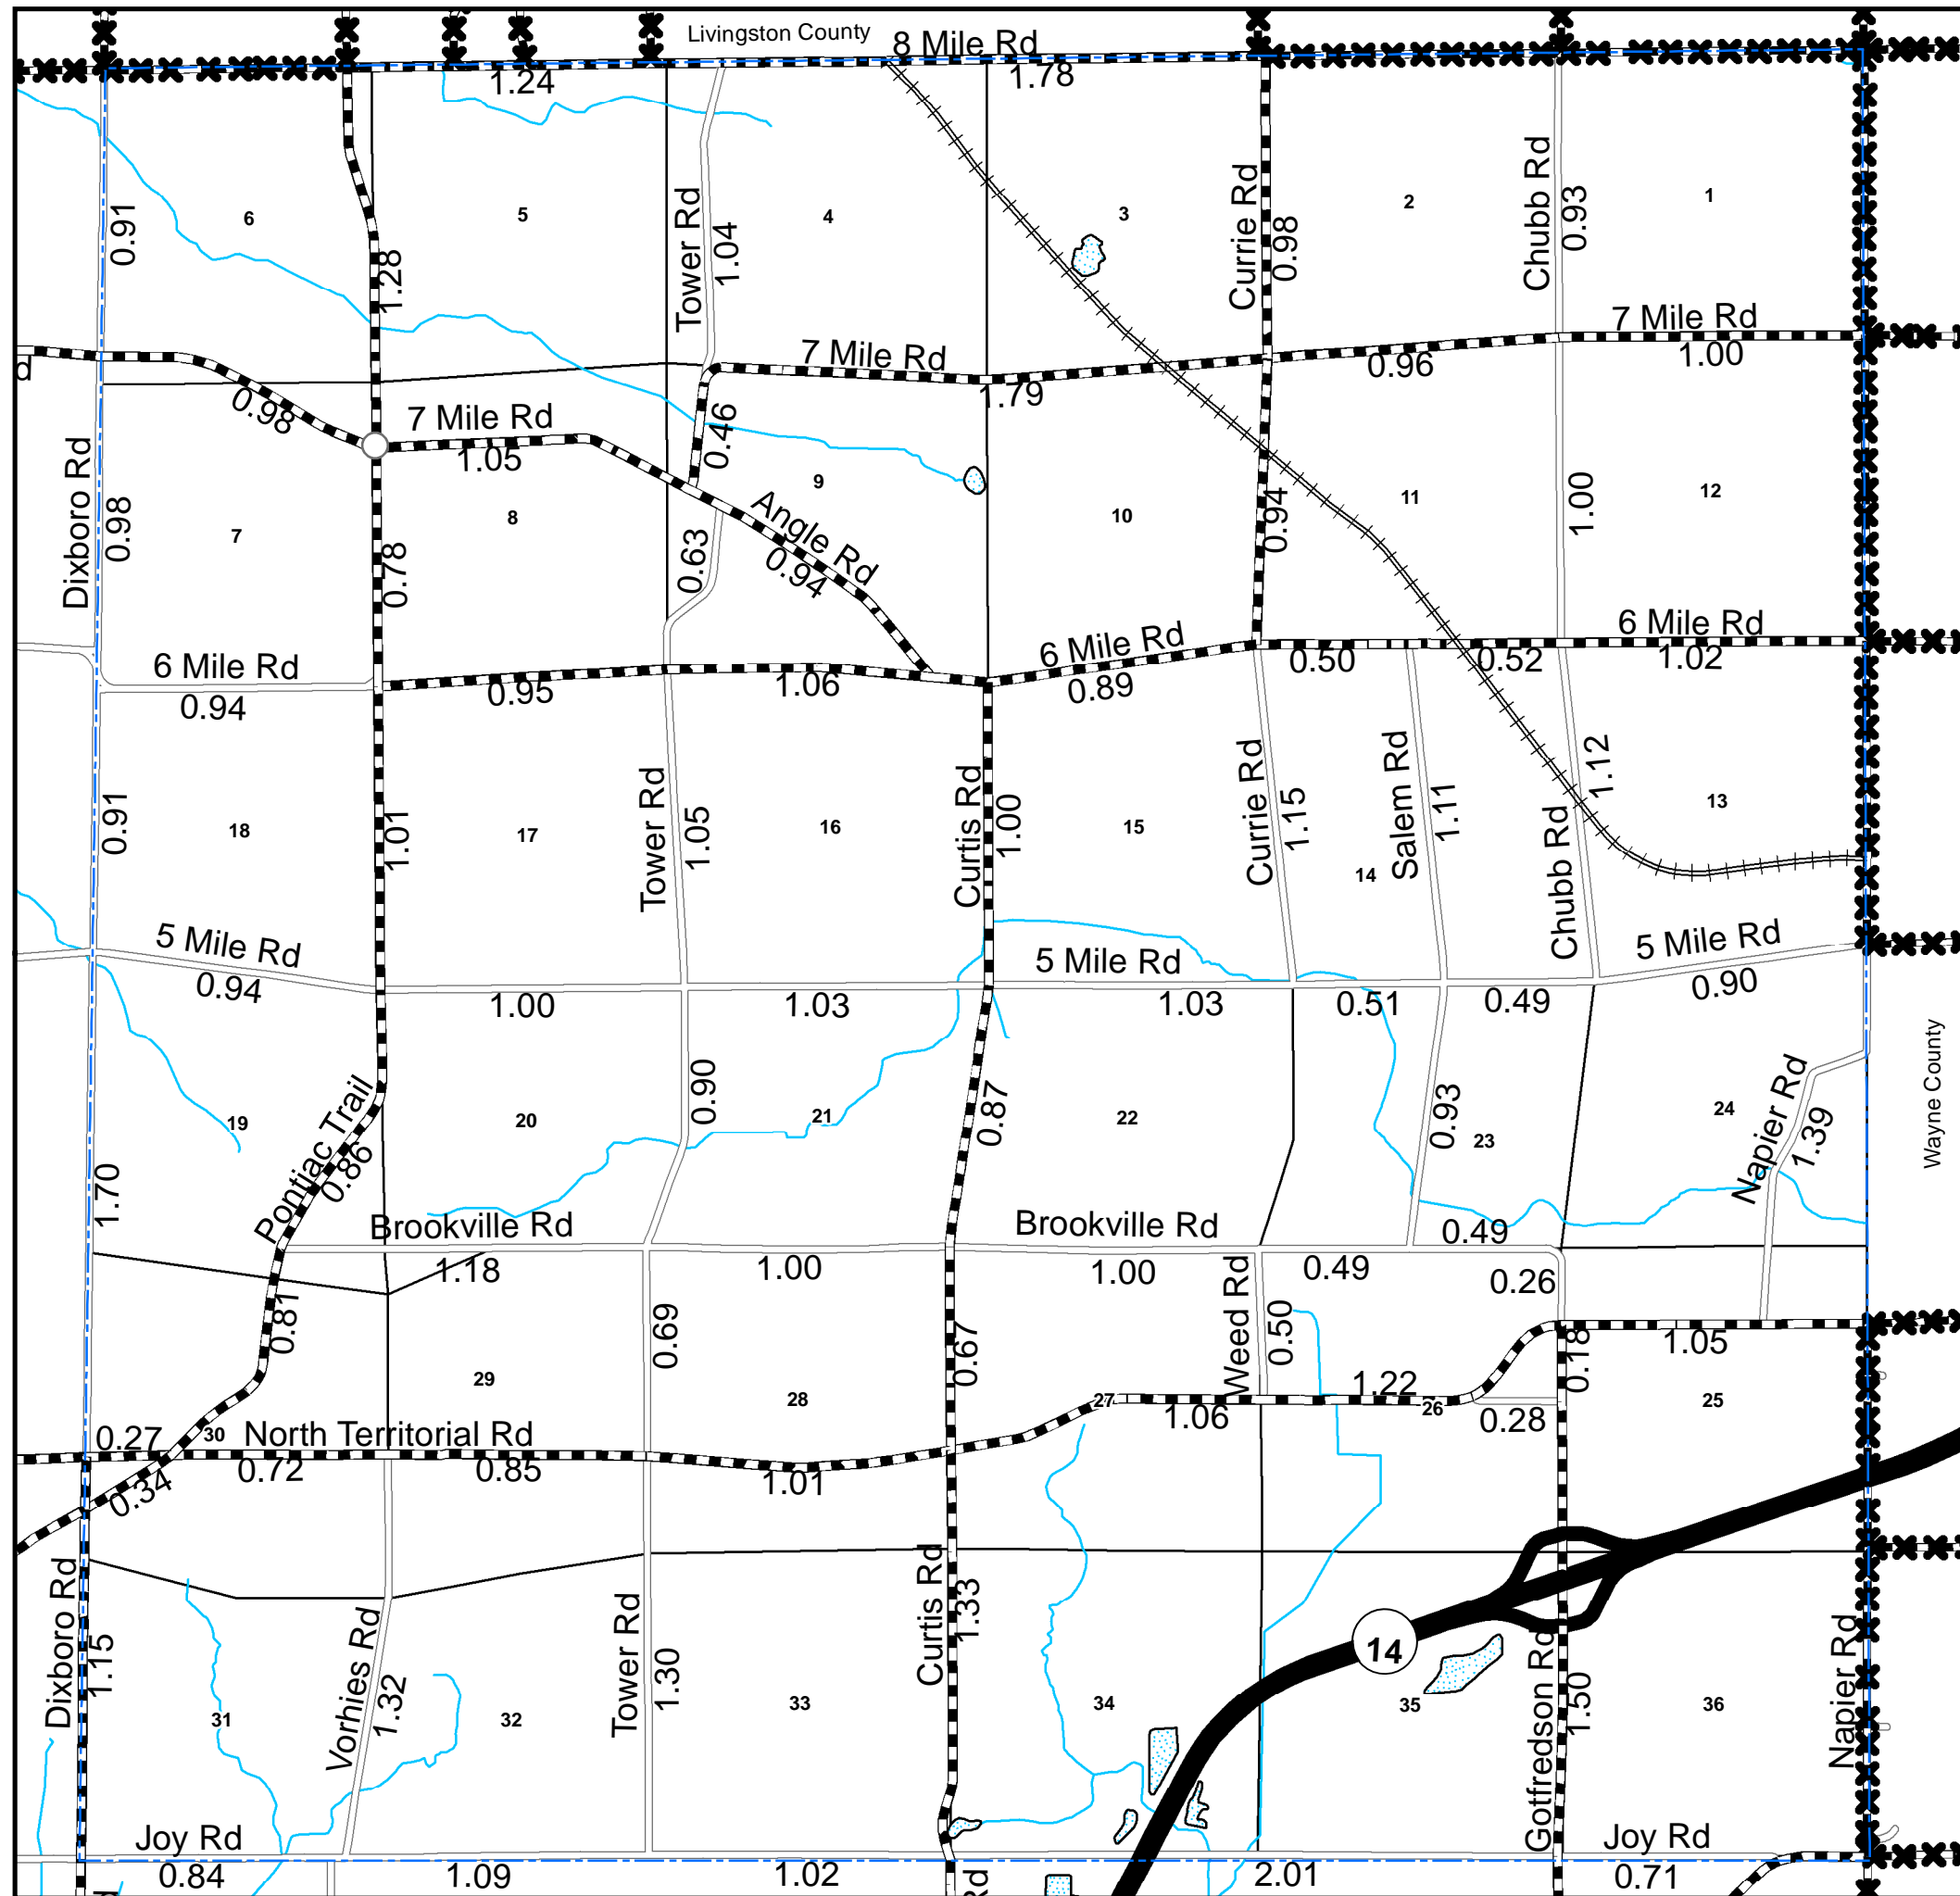 Livingston County
8 Mile Rd
1.24
1.78
0.91
6
5
4
3
2
1
1.28
Tower Rd
1.04
Currie Rd
0.98
Chubb Rd
0.93
7 Mile Rd
7 Mile Rd
d
1.79
0.96
1.00
0.98
7 Mile Rd
1.05
0.46
9
Angle Rd
0.94
0.94
11
12
1.00
Dixboro Rd
0.98
7
8
10
0.78
0.63
6 Mile Rd
0.94
0.95
1.06
6 Mile Rd
0.89
0.50
0.52
6 Mile Rd
1.02
0.91
18
1.01
17
Tower Rd
1.05
16
Curtis Rd
1.00
15
Currie Rd
1.15
14
Salem Rd
1.11
Chubb Rd
1.12
13
5 Mile Rd
0.94
1.00
1.03
5 Mile Rd
1.03
0.51
0.49
5 Mile Rd
0.90
Wayne County
19
Pontiac Trail
0.86
20
0.90
21
0.87
22
0.93
23
24
Napier Rd
1.39
1.70
Brookville Rd
1.18
1.00
Brookville Rd
1.00
0.49
0.49
0.26
0.81
0.69
0.67
Weed Rd
0.50
0.18
1.05
29
28
27
1.06
1.22
26
0.28
25
0.27
30
North Territorial Rd
0.34
0.72
0.85
1.01
Dixboro Rd
1.15
31
Vorhies Rd
1.32
32
Tower Rd
1.30
33
Curtis Rd
1.33
34
14
35
Gotfredson Rd
1.50
36
Napier Rd
Joy Rd
0.84
1.09
1.02
2.01
Joy Rd
0.71
d
Rd